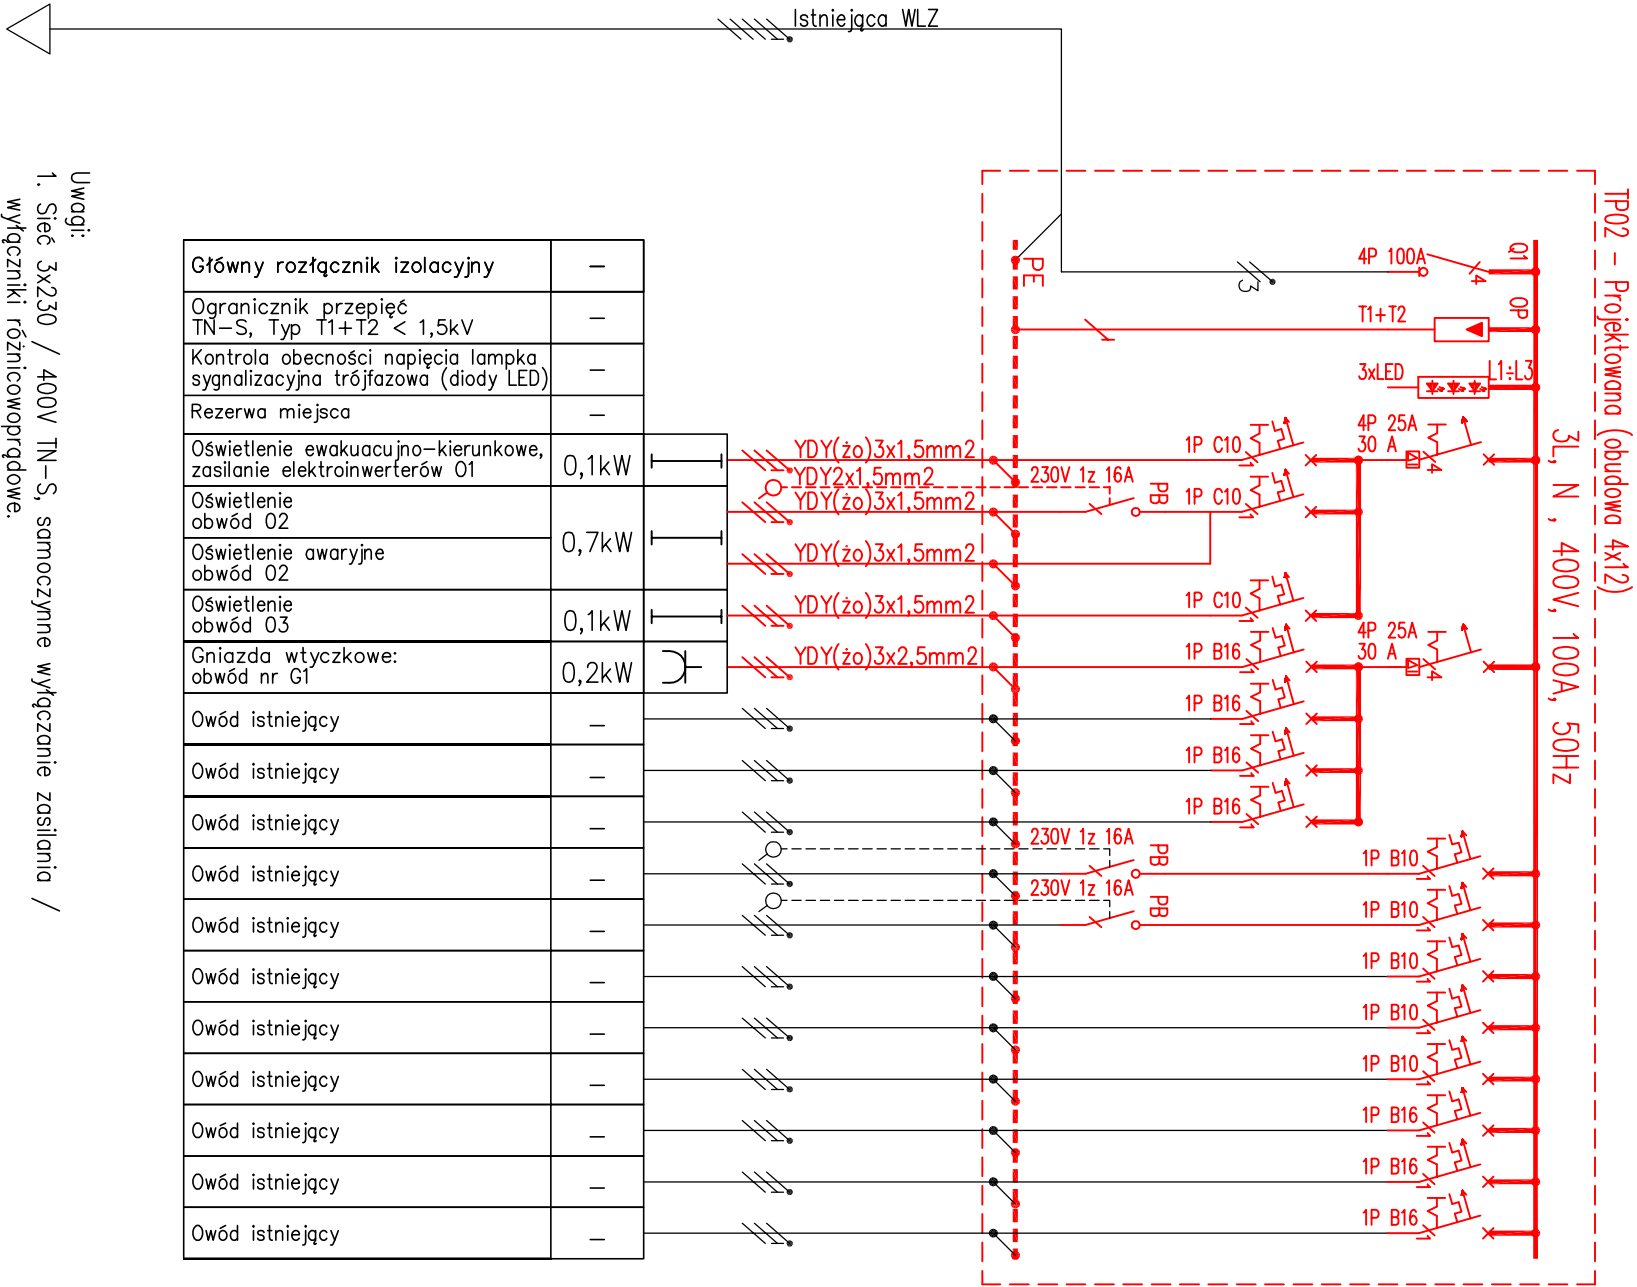 Istniejąca WLZ
TP02 – Projektowana (obudowa 4x12)
3L, N , 400V, 100A, 50Hz
Q1
4P 100A
4
3
PE
OP
T1+T2
L1÷L3
3xLED
4P 25A
30 A
4
1P C10
230V 1z 16A
PB
1P C10
1P C10
4P 25A
30 A
4
1P B16
1P B16
1P B16
1P B16
230V 1z 16A
PB
1P B10
230V 1z 16A
PB
1P B10
1P B10
1P B10
1P B10
1P B16
1P B16
1P B16
YDY(żo)3x1,5mm2
YDY2x1,5mm2
YDY(żo)3x1,5mm2
YDY(żo)3x1,5mm2
YDY(żo)3x1,5mm2
YDY(żo)3x2,5mm2
Główny rozłącznik izolacyjny –
Ogranicznik przepięć
TN–S, Typ T1+T2 < 1,5kV –
Kontrola obecności napięcia lampka
sygnalizacyjna trójfazowa (diody LED) –
Rezerwa miejsca –
Oświetlenie ewakuacujno–kierunkowe,
zasilanie elektroinwerterów O1 0,1kW
Oświetlenie
obwód O2
0,7kW
Oświetlenie awaryjne
obwód O2
Oświetlenie
obwód O3 0,1kW
Gniazda wtyczkowe:
obwód nr G1 0,2kW
Owód istniejący –
Owód istniejący –
Owód istniejący –
Owód istniejący –
Owód istniejący –
Owód istniejący –
Owód istniejący –
Owód istniejący –
Owód istniejący –
Owód istniejący –
Owód istniejący –
Uwagi:
1. Sieć 3x230 / 400V TN–S, samoczynne wyłączanie zasilania /
wyłączniki różnicowoprądowe.